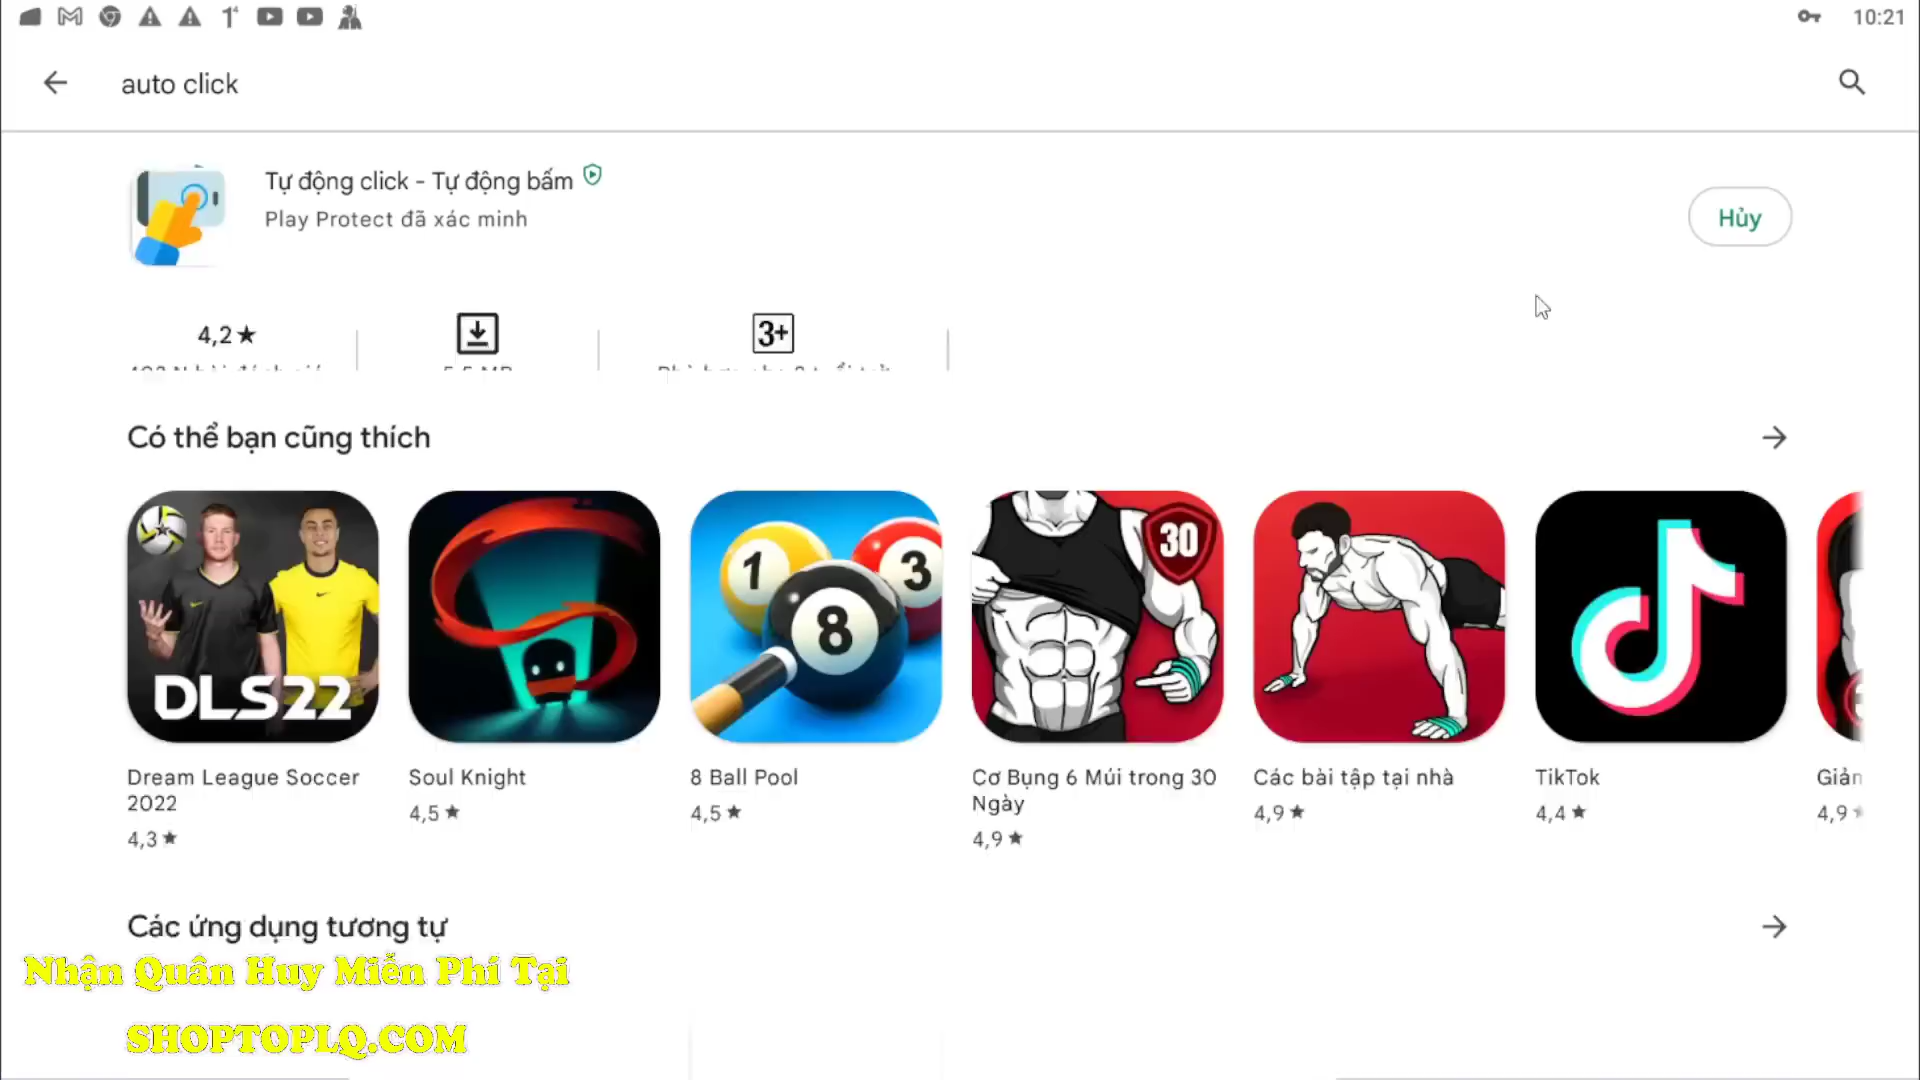 10:21
auto click
Tự động click - Tự động bấm
Play Protect đã xác minh
Hủy
4,2★
3+
Có thể bạn cũng thích
DLS22
1
3
8
30
Dream League Soccer
2022
4,3★
Soul Knight
4,5★
8 Ball Pool
4,5★
Cơ Bụng 6 Múi trong 30
Ngày
4,9★
Các bài tập tại nhà
4,9★
TikTok
4,4★
4,9
Các ứng dụng tương tự
Nhận Quân Huy Miễn Phí Tại
SHOPTOPLQ.COM